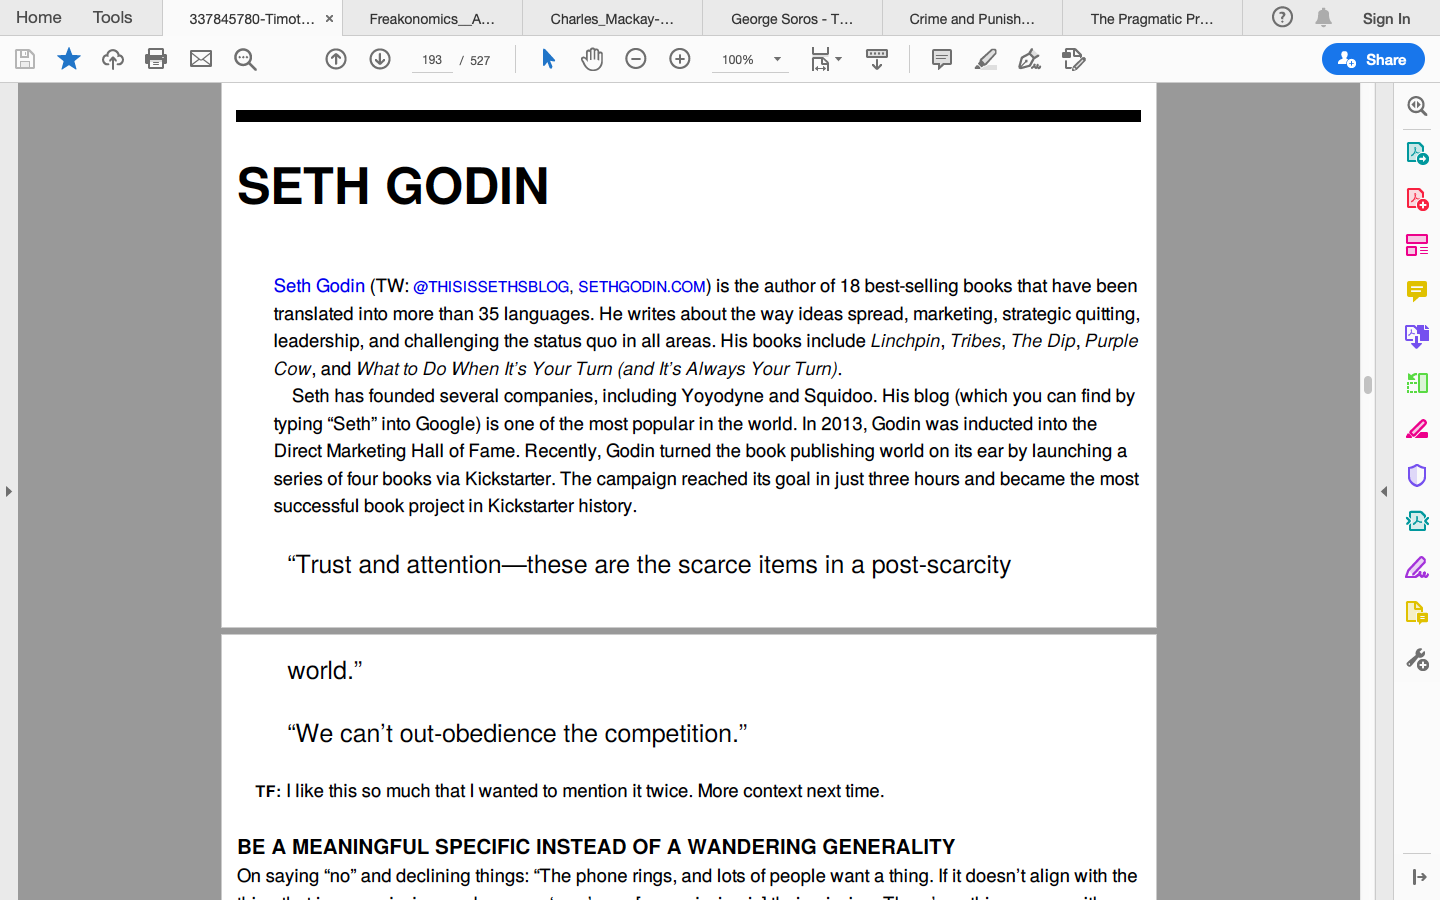 Home
Tools
337845780-Timot...
Freakonomics__A...
Charles_Mackay-...
George Soros - T...
Crime and Punish...
The Pragmatic Pr...
Sign In
193 / 527
100%
Share
SETH GODIN
Seth Godin (TW: @THISISSETHSBLOG, SETHGODIN.COM) is the author of 18 best-selling books that have been
translated into more than 35 languages. He writes about the way ideas spread, marketing, strategic quitting,
leadership, and challenging the status quo in all areas. His books include Linchpin, Tribes, The Dip, Purple
Cow, and What to Do When It’s Your Turn (and It’s Always Your Turn).
Seth has founded several companies, including Yoyodyne and Squidoo. His blog (which you can find by
typing “Seth” into Google) is one of the most popular in the world. In 2013, Godin was inducted into the
Direct Marketing Hall of Fame. Recently, Godin turned the book publishing world on its ear by launching a
series of four books via Kickstarter. The campaign reached its goal in just three hours and became the most
successful book project in Kickstarter history.
“Trust and attention—these are the scarce items in a post-scarcity
world.”
“We can’t out-obedience the competition.”
TF: I like this so much that I wanted to mention it twice. More context next time.
BE A MEANINGFUL SPECIFIC INSTEAD OF A WANDERING GENERALITY
On saying “no” and declining things: “The phone rings, and lots of people want a thing. If it doesn’t align with the